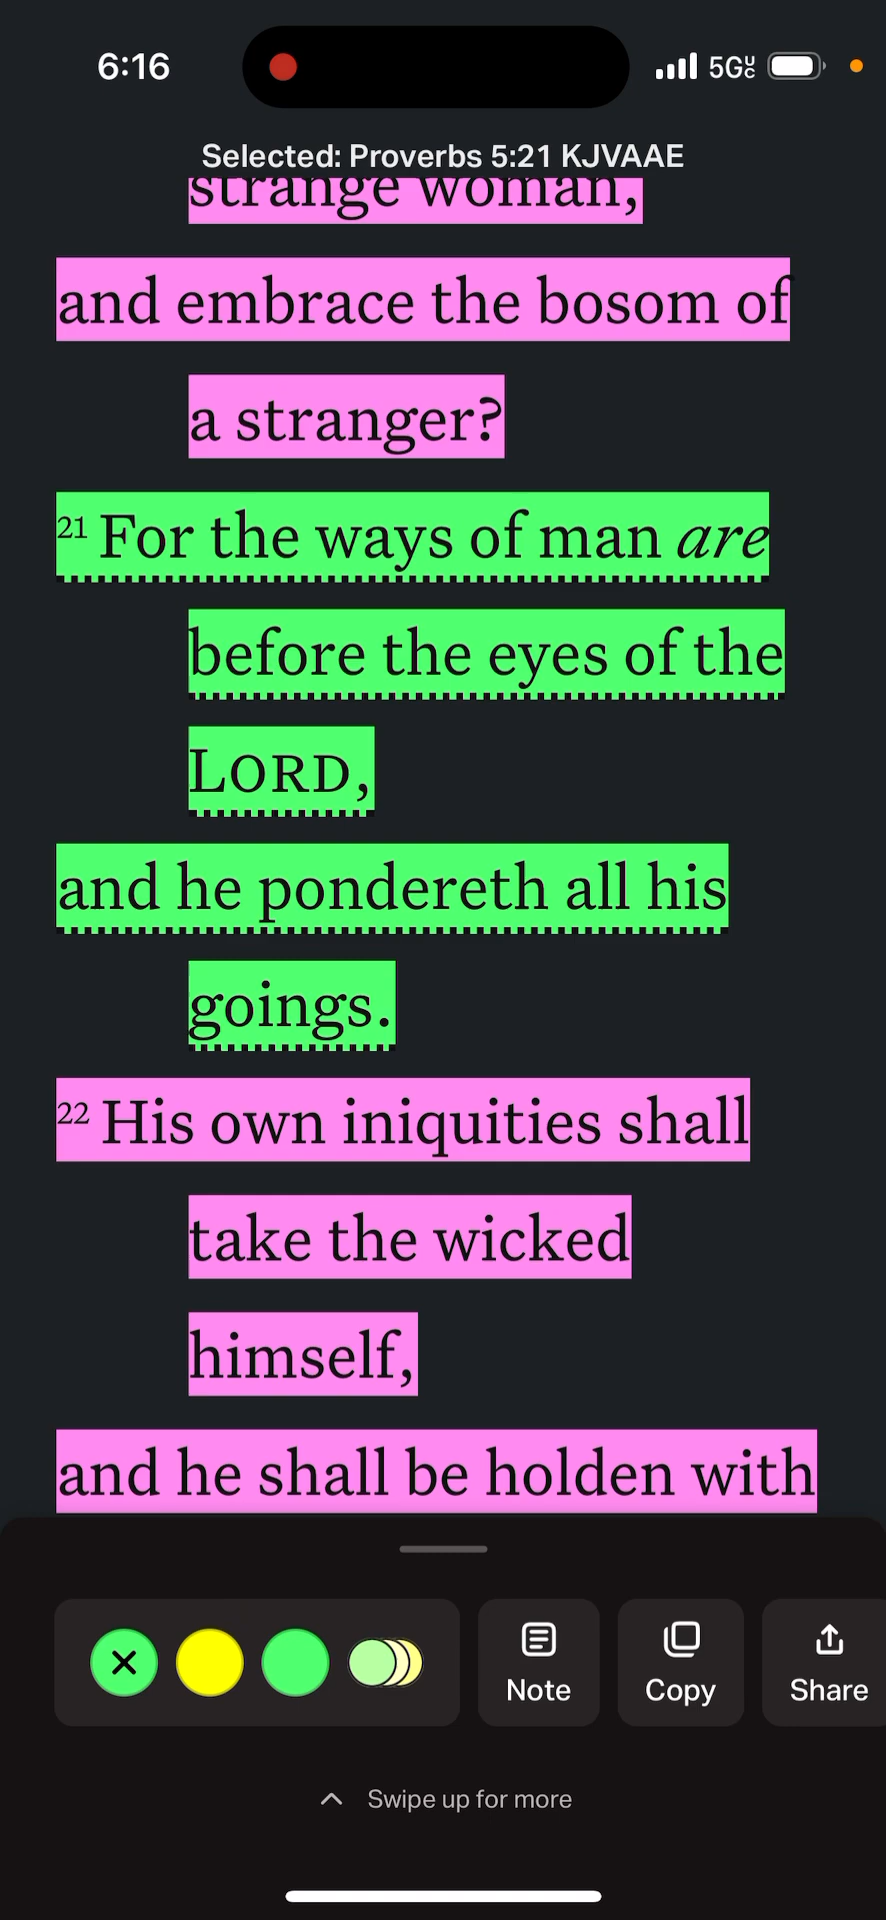 6:16
5GUC
Selected: Proverbs 5:21 KJVAAE
strange woman,
and embrace the bosom of
a stranger?
21 For the ways of man are
before the eyes of the
LORD,
and he pondereth all his
goings.
22 His own iniquities shall
take the wicked
himself,
and he shall be holden with
Note
Copy
Share
Swipe up for more